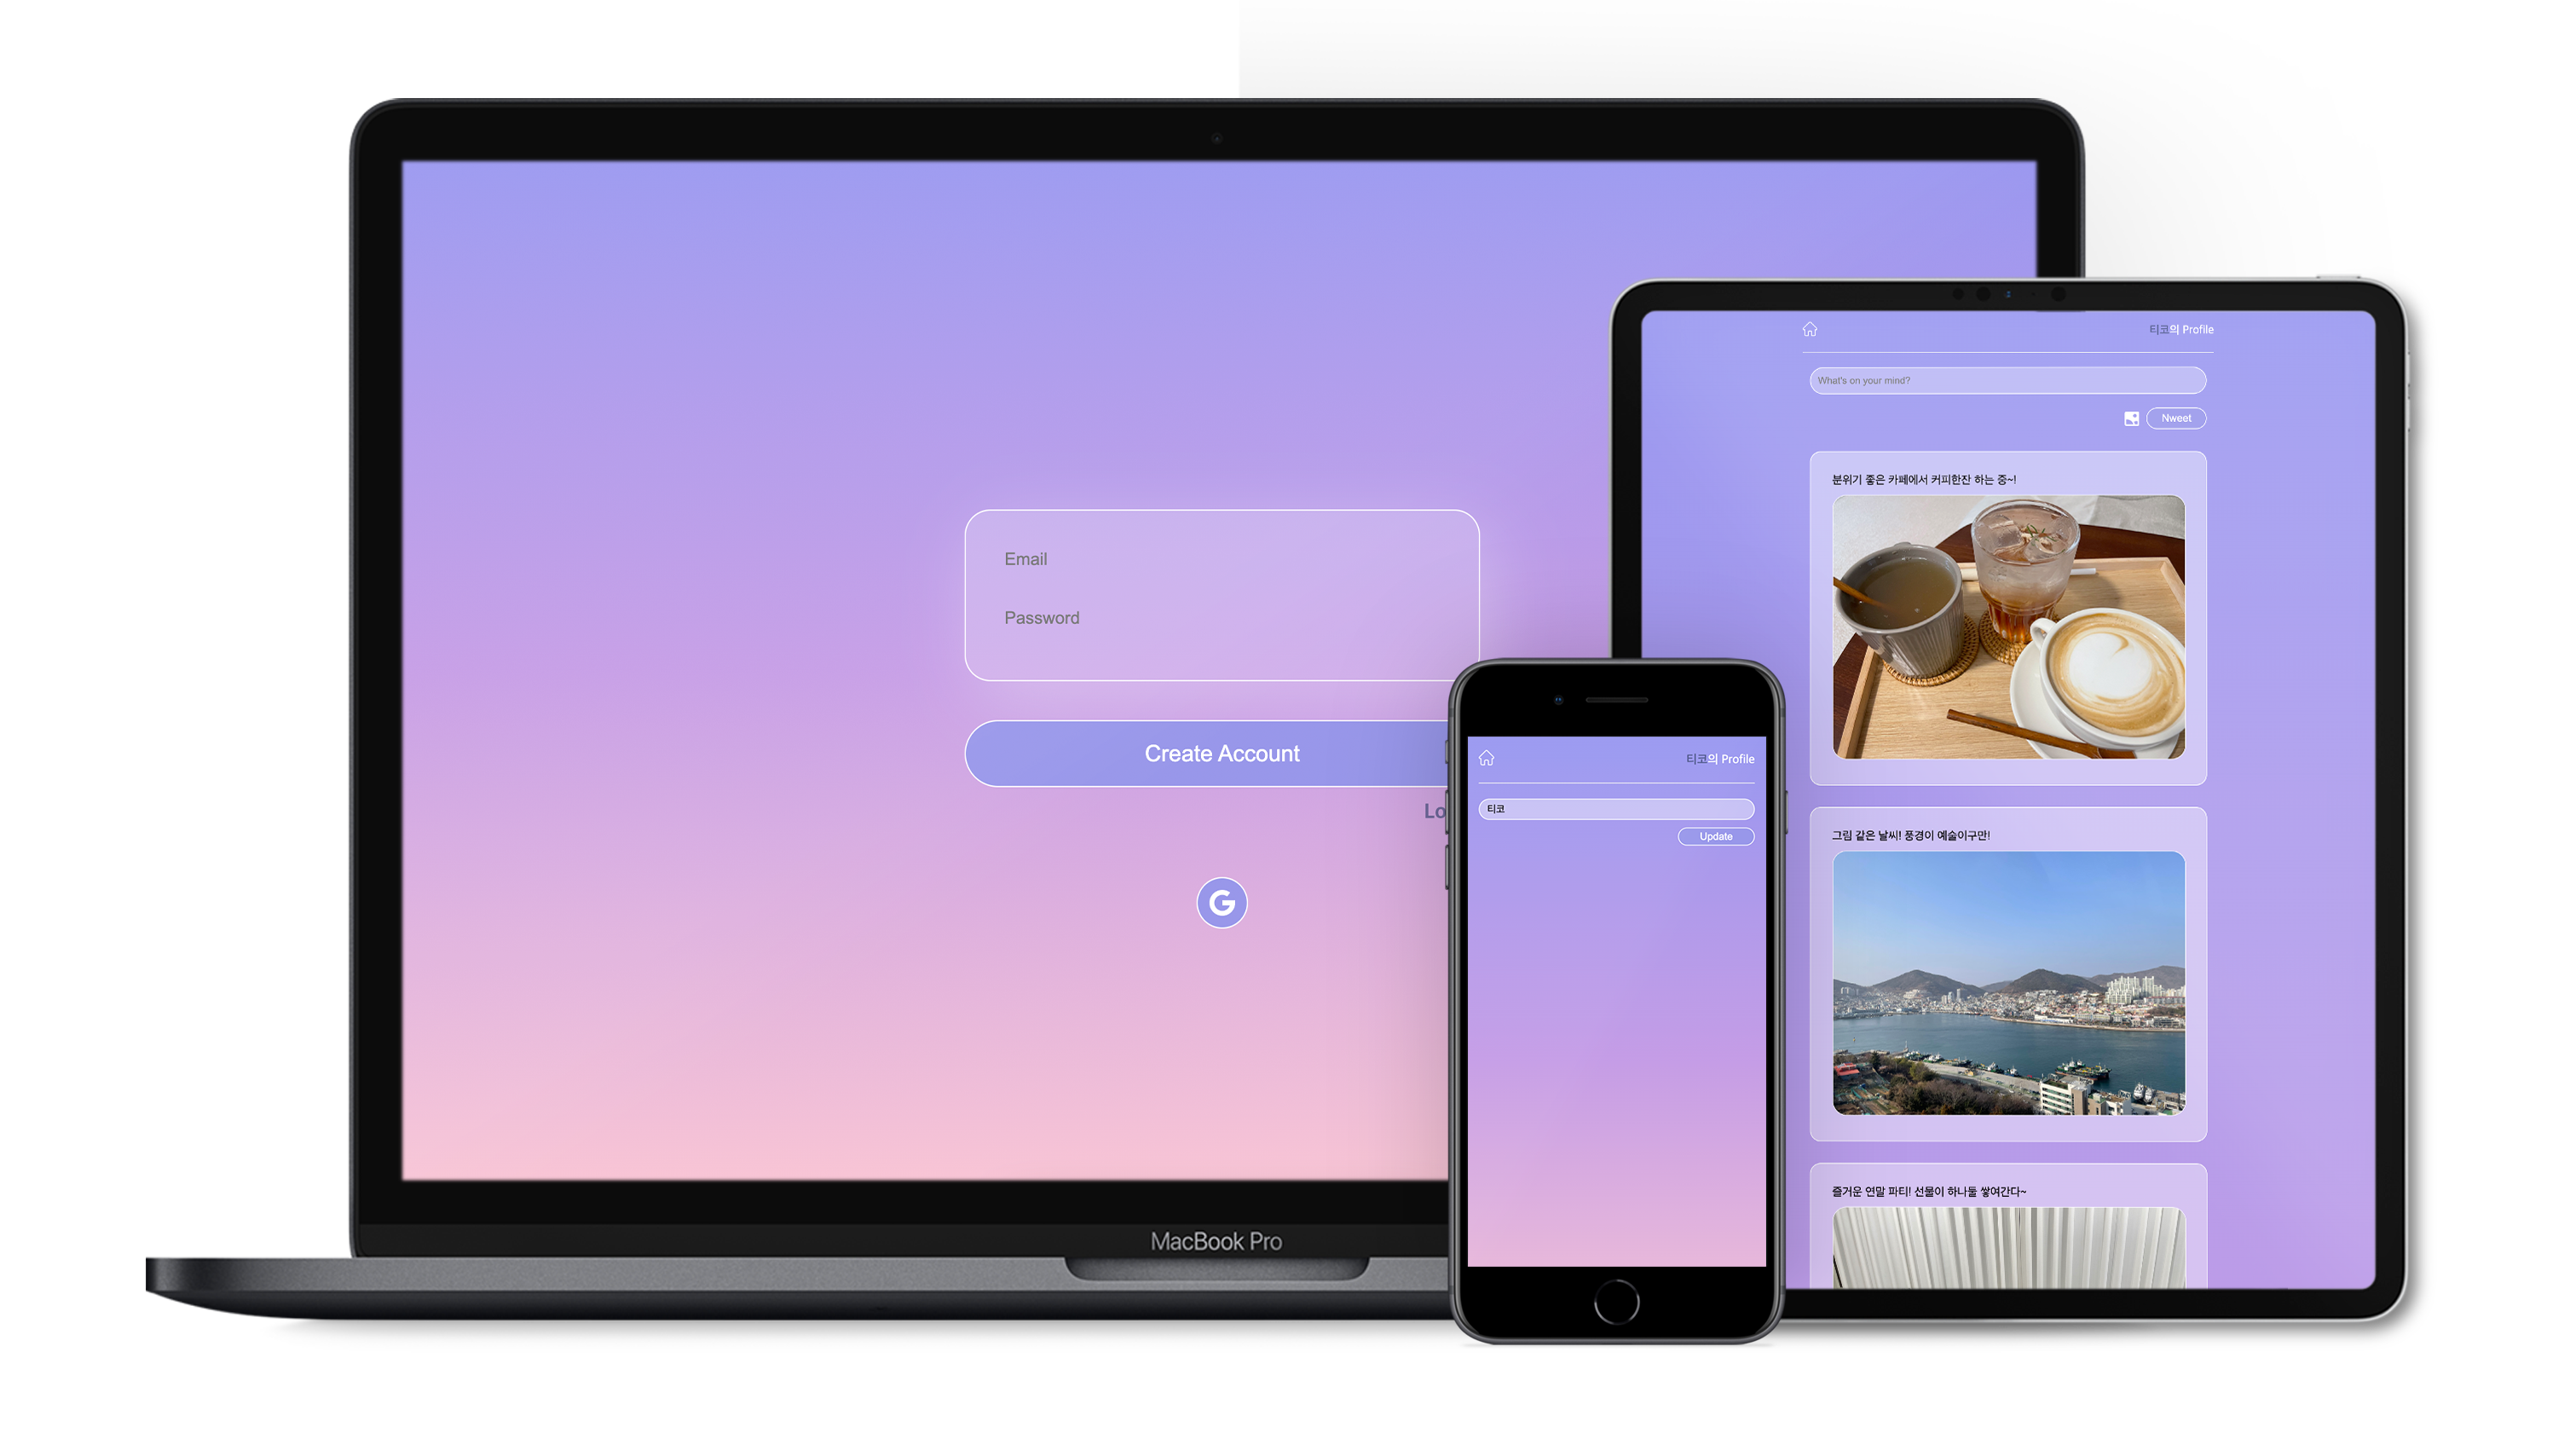 Email
Password
Create Account
MacBook Pro
티코의 Profile
What's on your mind?
Nweet
분위기 좋은 카페에서 커피한잔 하는 중~!
그림 같은 날씨! 풍경이 예술이구만!
즐거운 연말 파티! 선물이 하나둘 쌓여간다~
티코의 Profile
티코
Update